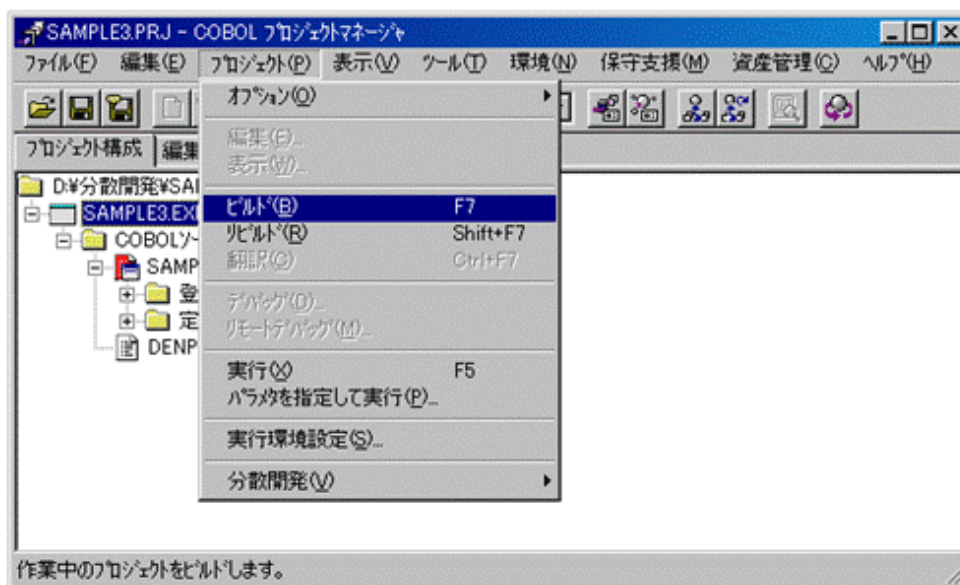 SAMPLE3.PRJ - COBOL ﾌﾟﾛｼﾞｪｸﾄﾏﾈｰｼﾞｬ
ﾌｧｲﾙ(F) 編集(E) ﾌﾟﾛｼﾞｪｸﾄ(P) 表示(V) ﾂｰﾙ(T) 環境(N) 保守支援(M) 資産管理(C) ﾍﾙﾌﾟ(H)
ﾌﾟﾛｼﾞｪｸﾄ構成 編集
D:¥分散開発¥SA
SAMPLE3.EX
COBOLｿｰ
SAMP
登
定
DENP
ｵﾌﾟｼｮﾝ(O)
編集(E)...
表示(W)...
ﾋﾞﾙﾄﾞ(B) F7
ﾘﾋﾞﾙﾄﾞ(R) Shift+F7
翻訳(C) Ctrl+F7
ﾃﾞﾊﾞｯｸﾞ(D)...
ﾘﾓｰﾄﾃﾞﾊﾞｯｸﾞ(M)...
実行(X) F5
ﾊﾟﾗﾒﾀを指定して実行(P)...
実行環境設定(S)...
分散開発(V)
作業中のﾌﾟﾛｼﾞｪｸﾄをﾋﾞﾙﾄﾞします。